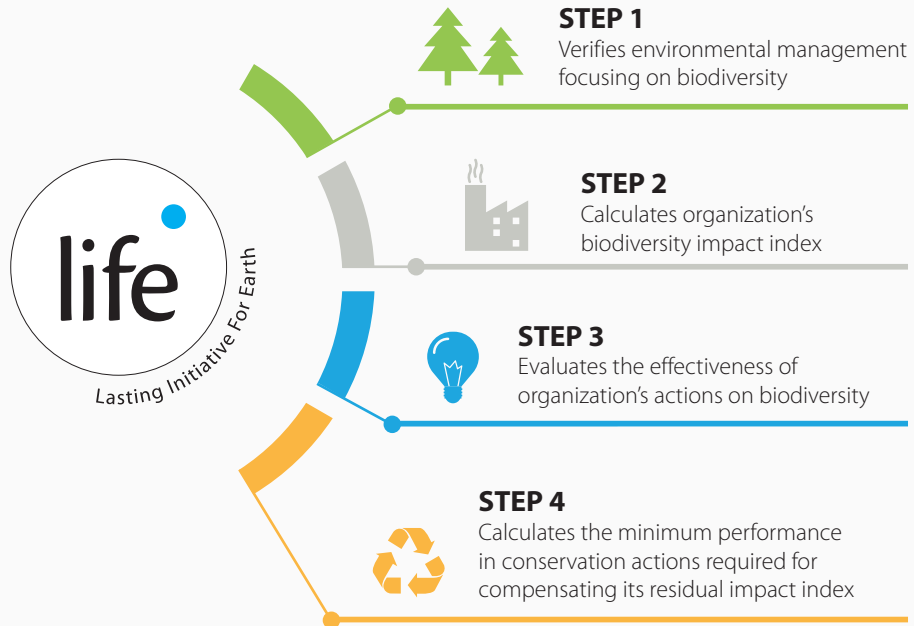 STEP 1
Verifies environmental management
focusing on biodiversity
STEP 2
Calculates organization's
biodiversity impact index
life
Lasting Initiative For Earth
STEP 3
Evaluates the effectiveness of
organization's actions on biodiversity
STEP 4
Calculates the minimum performance
in conservation actions required for
compensating its residual impact index